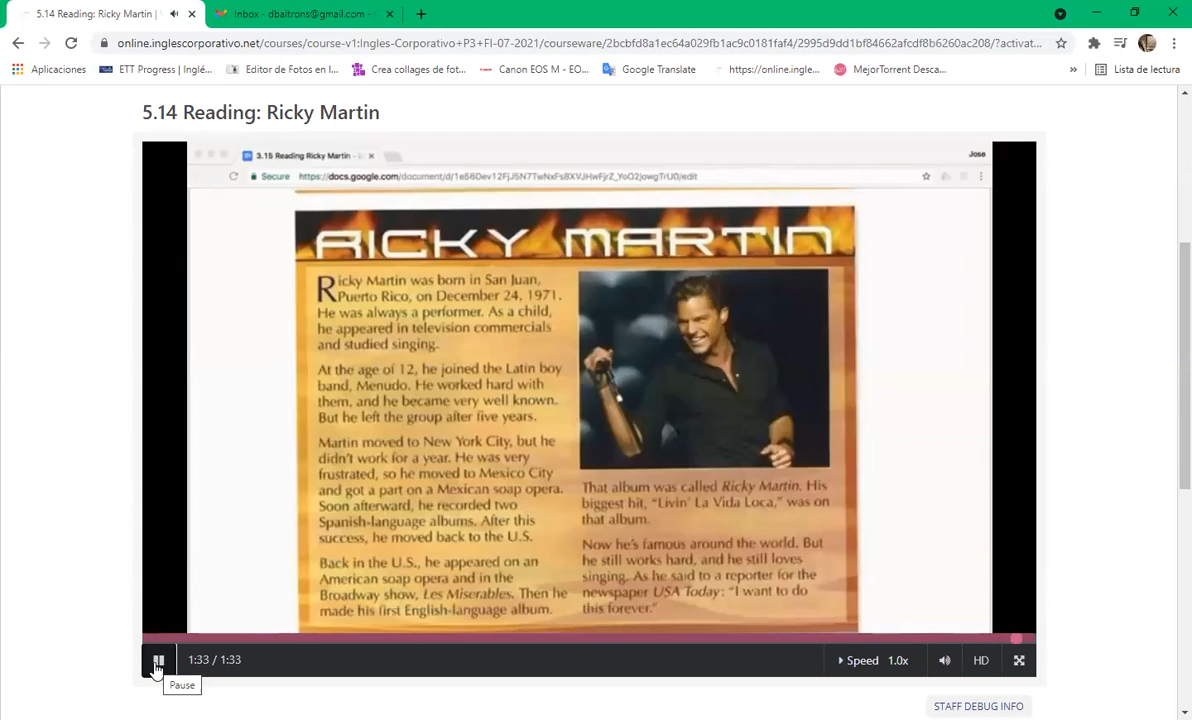 5.14 Reading: Ricky Martin |
Inbox - dbaltrons@gmail.com -
online.inglescorporativo.net/courses/course-v1:Ingles-Corporativo+P3+FI-07-2021/courseware/2bcbfd8a1ec64a029fb1ac9c0181faf4/2995d9dd1bf84662afcdf8b6260ac208/?activat...
Aplicaciones
ETT Progress | Inglé...
Editor de Fotos en l...
Crea collages de fot...
Canon EOS M - EO...
Google Translate
https://online.ingle...
MejorTorrent Desca...
»
Lista de lectura
5.14 Reading: Ricky Martin
3.15 Reading Ricky Martin -
Jose
Secure
RICKY MARTIN
Ricky Martin was born in San Juan,
Puerto Rico, on December 24, 1971.
He was always a performer. As a child,
he appeared in television commercials
and studied singing.
At the age of 12, he joined the Latin boy
band, Menudo. He worked hard with
them, and he became very well known.
But he left the group after five years.
Martin moved to New York City, but he
didn't work for a year. He was very
frustrated, so he moved to Mexico City
and got a part on a Mexican soap opera.
Soon afterward, he recorded two
Spanish-language albums. After this
success, he moved back to the U.S.
Back in the U.S., he appeared on an
American soap opera and in the
Broadway show, Les Miserables. Then he
made his first English-language album.
That album was called Ricky Martin. His
biggest hit, "Livin' La Vida Loca," was on
that album.
Now he's famous around the world. But
he still works hard, and he still loves
singing. As he said to a reporter for the
newspaper USA Today: "I want to do
this forever."
1:33 / 1:33
Speed 1.0x
HD
Pause
STAFF DEBUG INFO